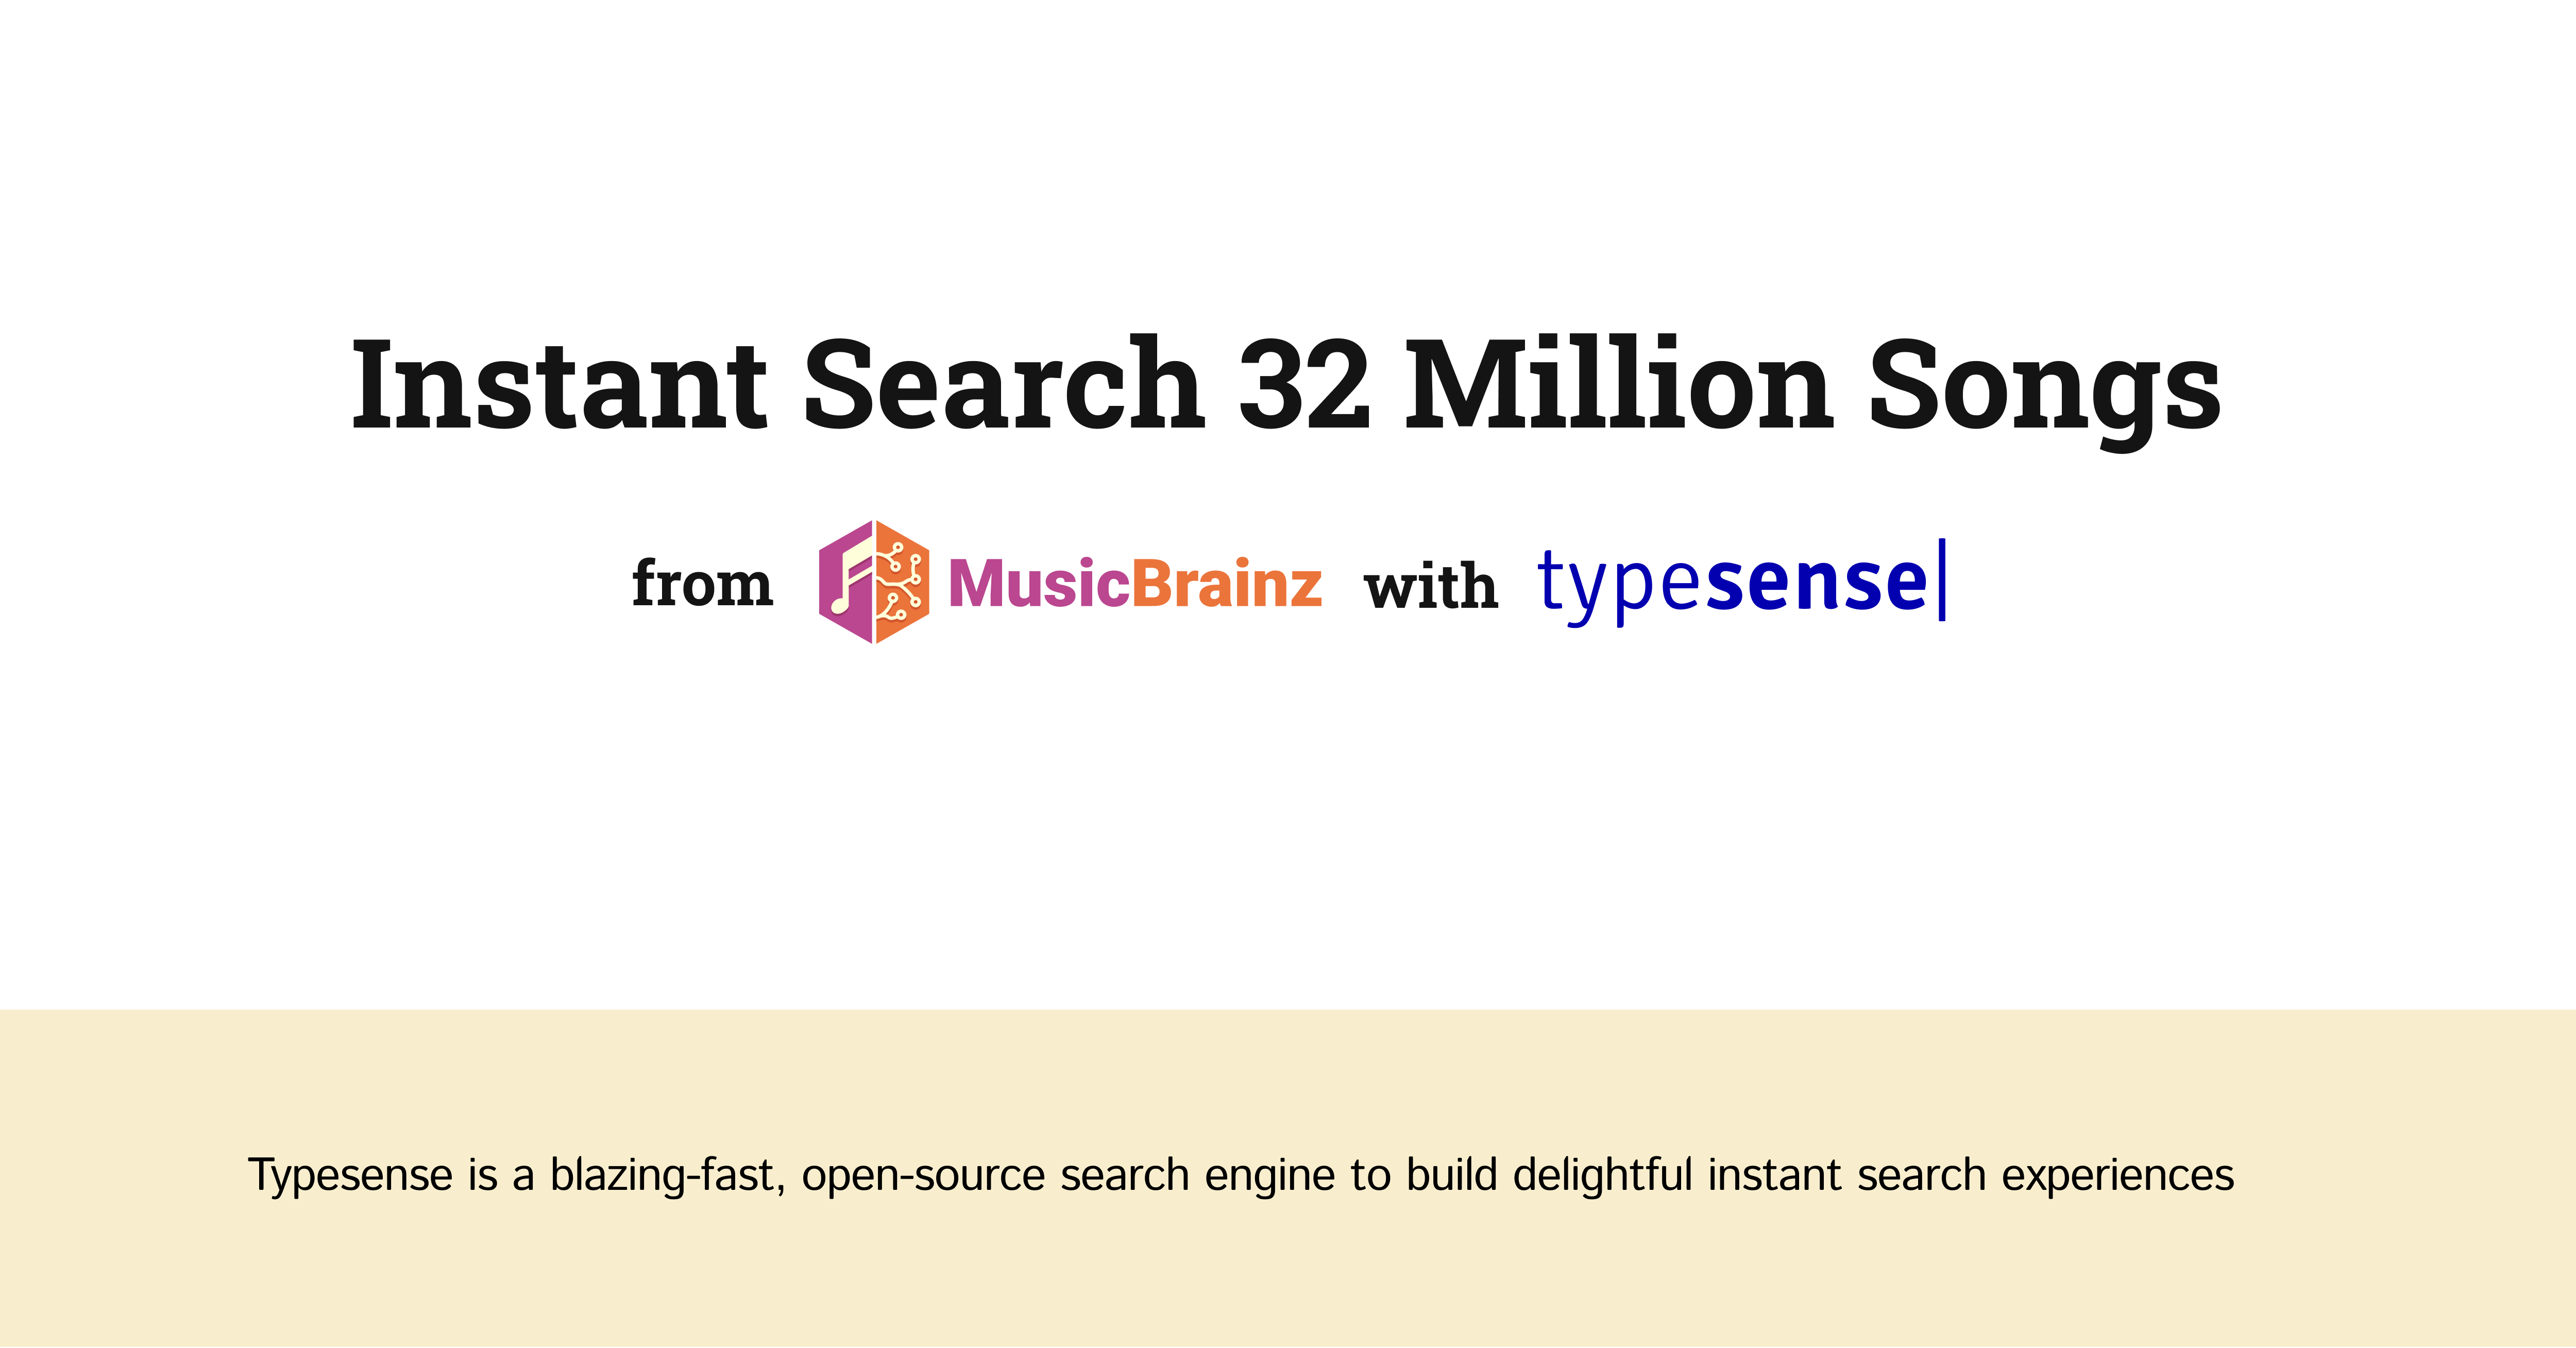 Instant Search 32 Million Songs
from MusicBrainz with typesense
Typesense is a blazing-fast, open-source search engine to build delightful instant search experiences